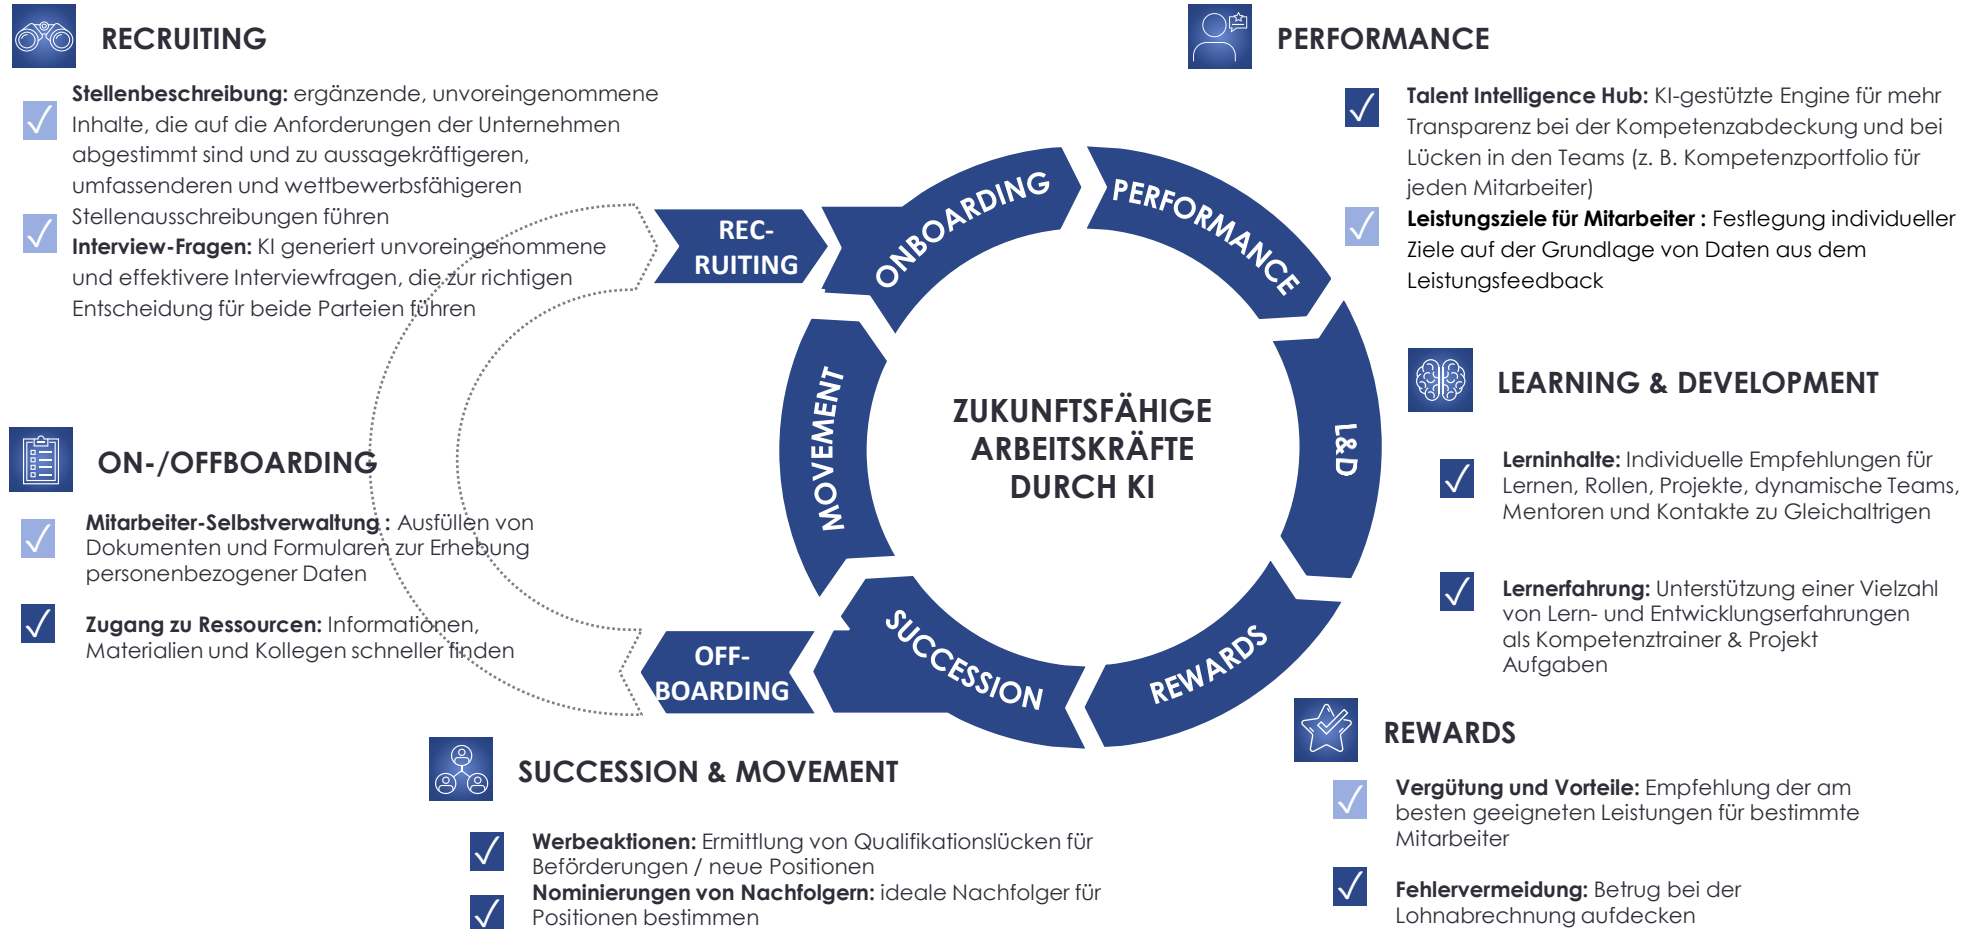 RECRUITING
Stellenbeschreibung: ergänzende, unvoreingenommene
Inhalte, die auf die Anforderungen der Unternehmen
abgestimmt sind und zu aussagekräftigeren,
umfassenderen und wettbewerbsfähigeren
Stellenausschreibungen führen
Interview-Fragen: KI generiert unvoreingenommene
und effektivere Interviewfragen, die zur richtigen
Entscheidung für beide Parteien führen
ON-/OFFBOARDING
Mitarbeiter-Selbstverwaltung : Ausfüllen von
Dokumenten und Formularen zur Erhebung
personenbezogener Daten
Zugang zu Ressourcen: Informationen,
Materialien und Kollegen schneller finden
REC-
RUITING
ONBOARDING
PERFORMANCE
L&D
REWARDS
SUCCESSION
MOVEMENT
OFF-
BOARDING
ZUKUNFTSFÄHIGE
ARBEITSKRÄFTE
DURCH KI
PERFORMANCE
Talent Intelligence Hub: KI-gestützte Engine für mehr
Transparenz bei der Kompetenzabdeckung und bei
Lücken in den Teams (z. B. Kompetenzportfolio für
jeden Mitarbeiter)
Leistungsziele für Mitarbeiter : Festlegung individueller
Ziele auf der Grundlage von Daten aus dem
Leistungsfeedback
LEARNING & DEVELOPMENT
Lerninhalte: Individuelle Empfehlungen für
Lernen, Rollen, Projekte, dynamische Teams,
Mentoren und Kontakte zu Gleichaltrigen
Lernerfahrung: Unterstützung einer Vielzahl
von Lern- und Entwicklungserfahrungen
als Kompetenztrainer & Projekt
Aufgaben
REWARDS
Vergütung und Vorteile: Empfehlung der am
besten geeigneten Leistungen für bestimmte
Mitarbeiter
Fehlervermeidung: Betrug bei der
Lohnabrechnung aufdecken
SUCCESSION & MOVEMENT
Werbeaktionen: Ermittlung von Qualifikationslücken für
Beförderungen / neue Positionen
Nominierungen von Nachfolgern: ideale Nachfolger für
Positionen bestimmen